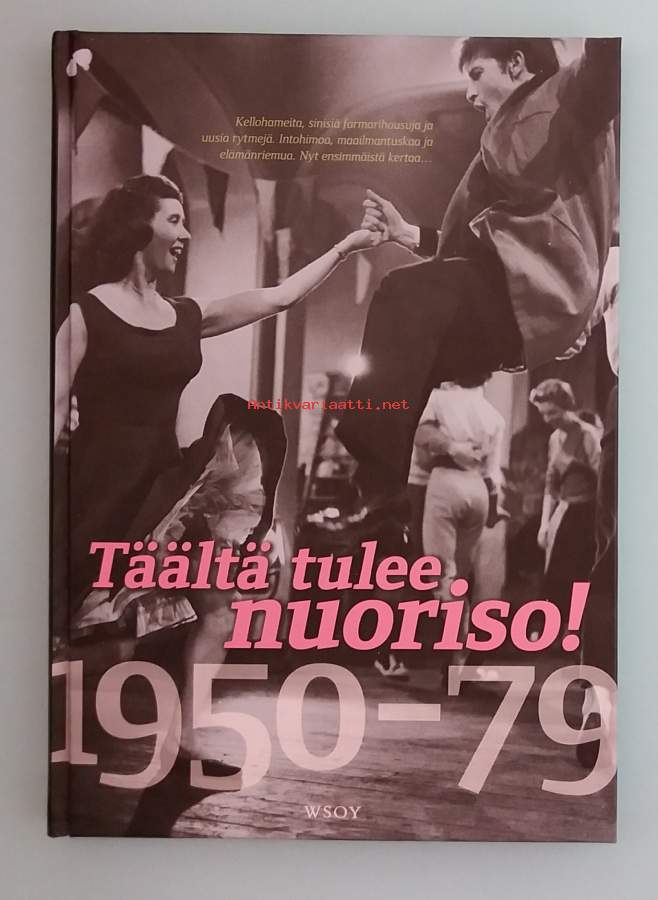 Kellohameita, sinisiä farmarihousuja ja
uusia rytmejä. Intohimoa, maailmantuskaa ja
elämänriemua. Nyt ensimmäistä kertaa...
Antikvariaatti.net
Täältä tulee
nuoriso!
1950–79
WSOY